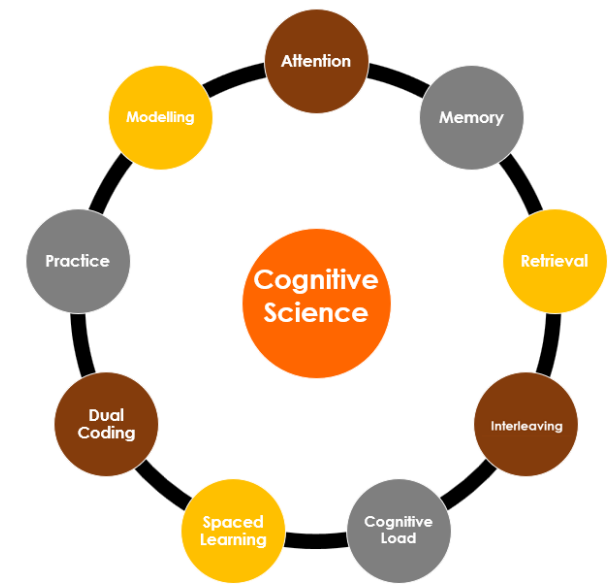 Attention
Memory
Retrieval
Interleaving
Cognitive
Load
Spaced
Learning
Dual
Coding
Practice
Modelling
Cognitive
Science